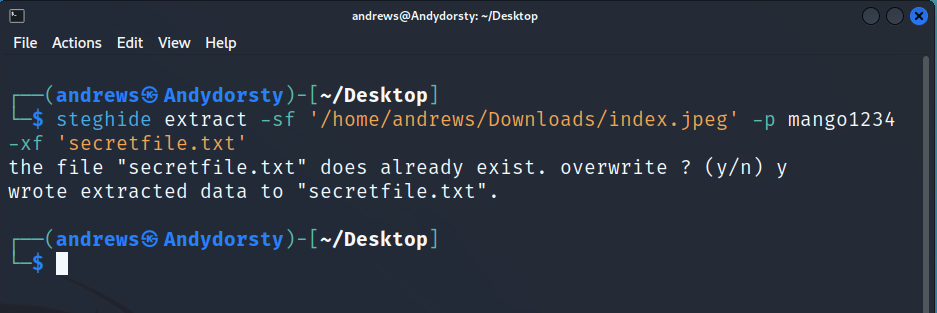 andrews@Andydorsty: ~/Desktop
File Actions Edit View Help
┌──(andrews㉿Andydorsty)-[~/Desktop]
└─$ steghide extract -sf '/home/andrews/Downloads/index.jpeg' -p mango1234
-xf 'secretfile.txt'
the file "secretfile.txt" does already exist. overwrite ? (y/n) y
wrote extracted data to "secretfile.txt".
┌──(andrews㉿Andydorsty)-[~/Desktop]
└─$